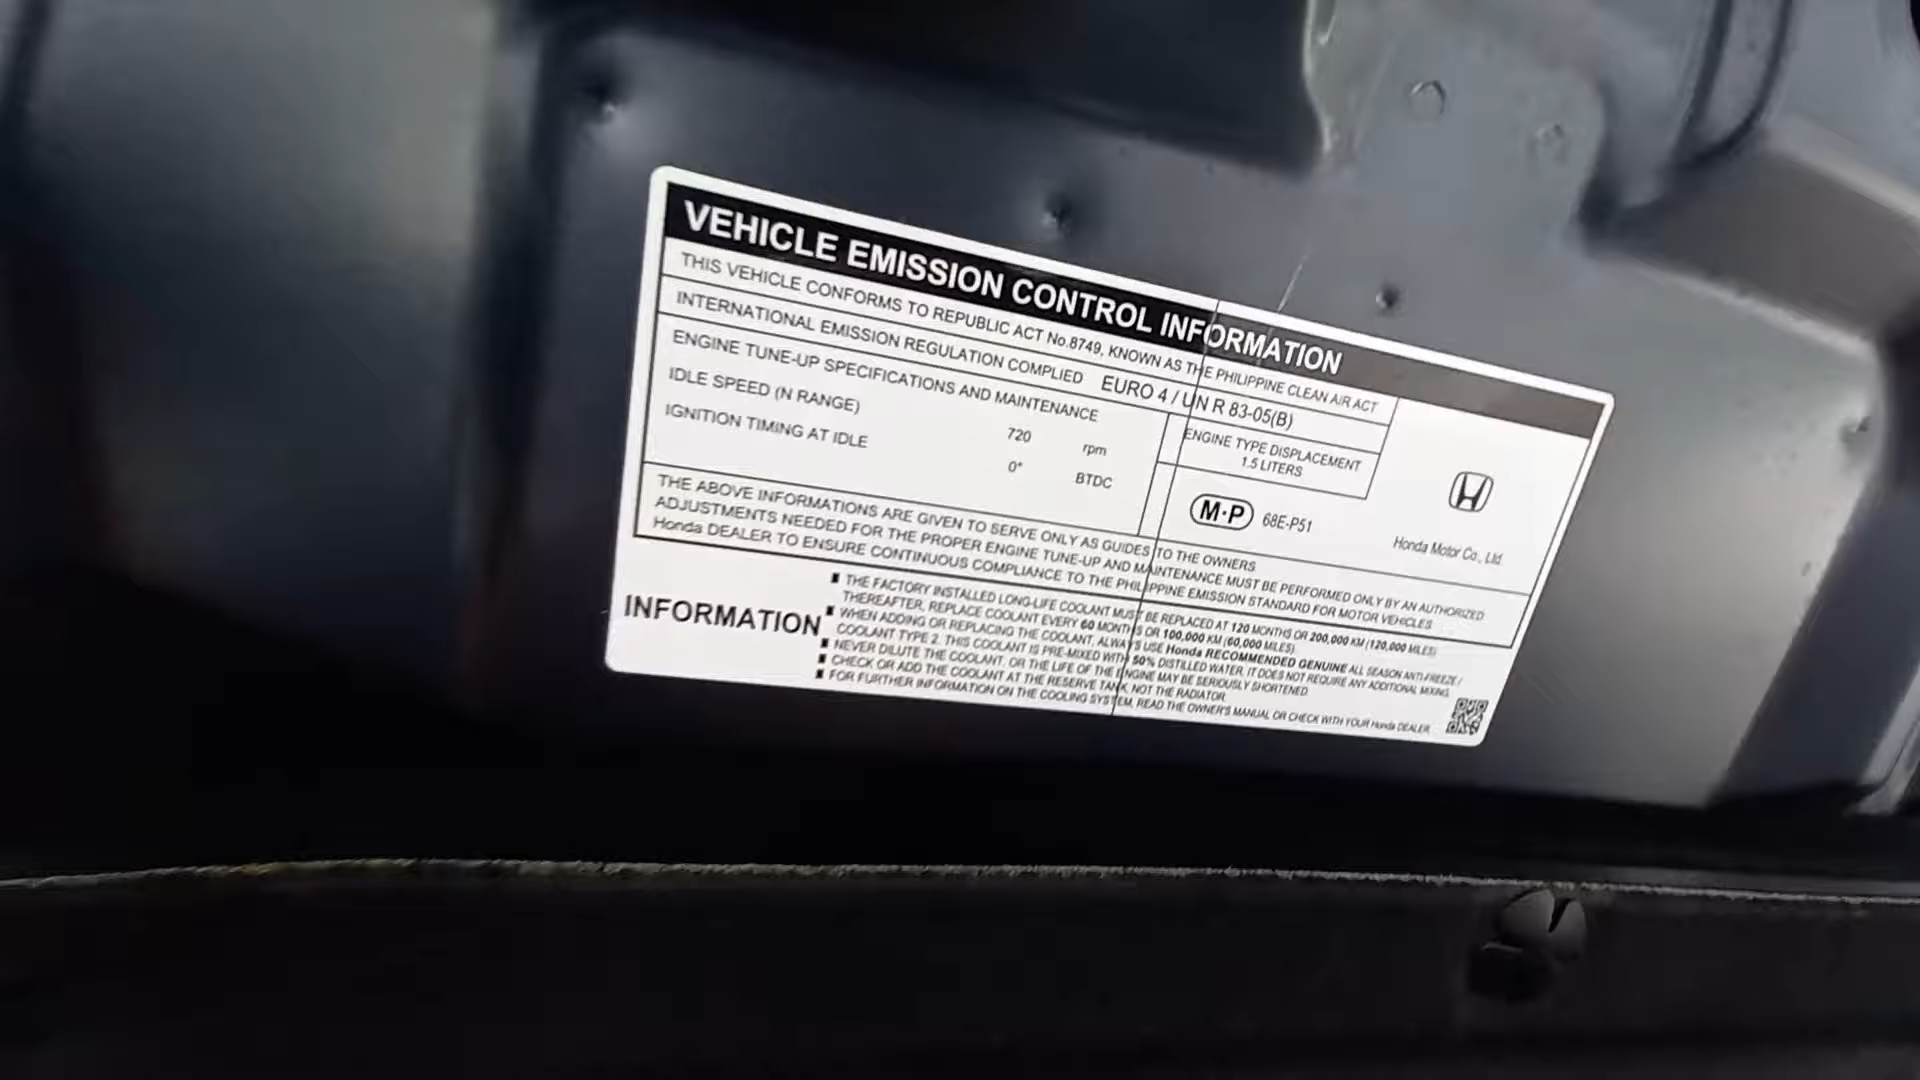 VEHICLE EMISSION CONTROL INFORMATION
THIS VEHICLE CONFORMS TO REPUBLIC ACT No.8749, KNOWN AS THE PHILIPPINE CLEAN AIR ACT
INTERNATIONAL EMISSION REGULATION COMPLIED EURO 4 / UN R 83-05(B)
ENGINE TUNE-UP SPECIFICATIONS AND MAINTENANCE
IDLE SPEED (N RANGE) 720 rpm
IGNITION TIMING AT IDLE 0° BTDC
ENGINE TYPE DISPLACEMENT
1.5 LITERS
M·P 68E-P51
Honda Motor Co., Ltd.
THE ABOVE INFORMATIONS ARE GIVEN TO SERVE ONLY AS GUIDES TO THE OWNERS
ADJUSTMENTS NEEDED FOR THE PROPER ENGINE TUNE-UP AND MAINTENANCE MUST BE PERFORMED ONLY BY AN AUTHORIZED
Honda DEALER TO ENSURE CONTINUOUS COMPLIANCE TO THE PHILIPPINE EMISSION STANDARD FOR MOTOR VEHICLES
INFORMATION
■ THE FACTORY INSTALLED LONG-LIFE COOLANT MUST BE REPLACED AT 120 MONTHS OR 200,000 KM (120,000 MILES)
THEREAFTER, REPLACE COOLANT EVERY 60 MONTHS OR 100,000 KM (60,000 MILES)
■ WHEN ADDING OR REPLACING THE COOLANT, ALWAYS USE Honda RECOMMENDED GENUINE ALL SEASON ANTI-FREEZE /
COOLANT TYPE 2. THIS COOLANT IS PRE-MIXED WITH 50% DISTILLED WATER, IT DOES NOT REQUIRE ANY ADDITIONAL MIXING.
■ NEVER DILUTE THE COOLANT, OR THE LIFE OF THE ENGINE MAY BE SERIOUSLY SHORTENED.
■ CHECK OR ADD THE COOLANT AT THE RESERVE TANK, NOT THE RADIATOR.
■ FOR FURTHER INFORMATION ON THE COOLING SYSTEM, READ THE OWNER'S MANUAL OR CHECK WITH YOUR Honda DEALER.